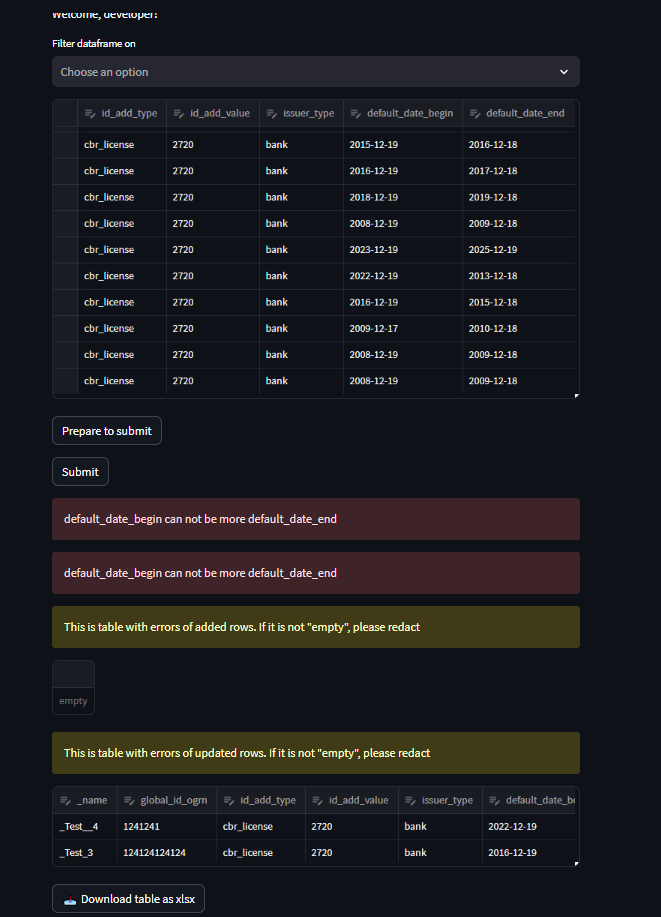 Welcome, developer!
Filter dataframe on
Choose an option
id_add_type id_add_value issuer_type default_date_begin default_date_end
cbr_license 2720 bank 2015-12-19 2016-12-18
cbr_license 2720 bank 2016-12-19 2017-12-18
cbr_license 2720 bank 2018-12-19 2019-12-18
cbr_license 2720 bank 2008-12-19 2009-12-18
cbr_license 2720 bank 2023-12-19 2025-12-19
cbr_license 2720 bank 2022-12-19 2013-12-18
cbr_license 2720 bank 2016-12-19 2015-12-18
cbr_license 2720 bank 2009-12-17 2010-12-18
cbr_license 2720 bank 2008-12-19 2009-12-18
cbr_license 2720 bank 2008-12-19 2009-12-18
Prepare to submit
Submit
default_date_begin can not be more default_date_end
default_date_begin can not be more default_date_end
This is table with errors of added rows. If it is not "empty", please redact
empty
This is table with errors of updated rows. If it is not "empty", please redact
_name global_id_ogrn id_add_type id_add_value issuer_type default_date_be
_Test__4 1241241 cbr_license 2720 bank 2022-12-19
_Test_3 124124124124 cbr_license 2720 bank 2016-12-19
Download table as xlsx